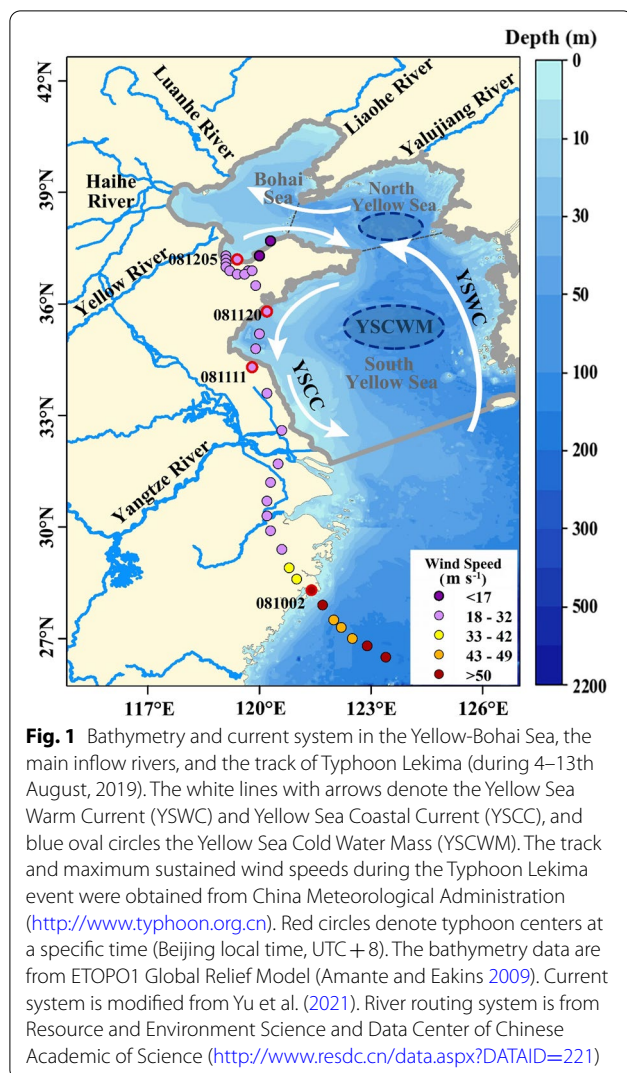 Depth (m)
0
10
30
50
100
200
300
500
2200
42°N
39°N
36°N
33°N
30°N
27°N
117°E
120°E
123°E
126°E
Luanhe River
Liaohe River
Yalujiang River
Haihe
River
Bohai
Sea
North
Yellow Sea
081205
Yellow River
081120
YSWC
YSCWM
081111
South
Yellow Sea
YSCC
Yangtze River
081002
Wind Speed
(m s⁻¹)
<17
18 - 32
33 - 42
43 - 49
>50
Fig. 1 Bathymetry and current system in the Yellow-Bohai Sea, the
main inflow rivers, and the track of Typhoon Lekima (during 4–13th
August, 2019). The white lines with arrows denote the Yellow Sea
Warm Current (YSWC) and Yellow Sea Coastal Current (YSCC), and
blue oval circles the Yellow Sea Cold Water Mass (YSCWM). The track
and maximum sustained wind speeds during the Typhoon Lekima
event were obtained from China Meteorological Administration
(http://www.typhoon.org.cn). Red circles denote typhoon centers at
a specific time (Beijing local time, UTC + 8). The bathymetry data are
from ETOPO1 Global Relief Model (Amante and Eakins 2009). Current
system is modified from Yu et al. (2021). River routing system is from
Resource and Environment Science and Data Center of Chinese
Academic of Science (http://www.resdc.cn/data.aspx?DATAID=221)